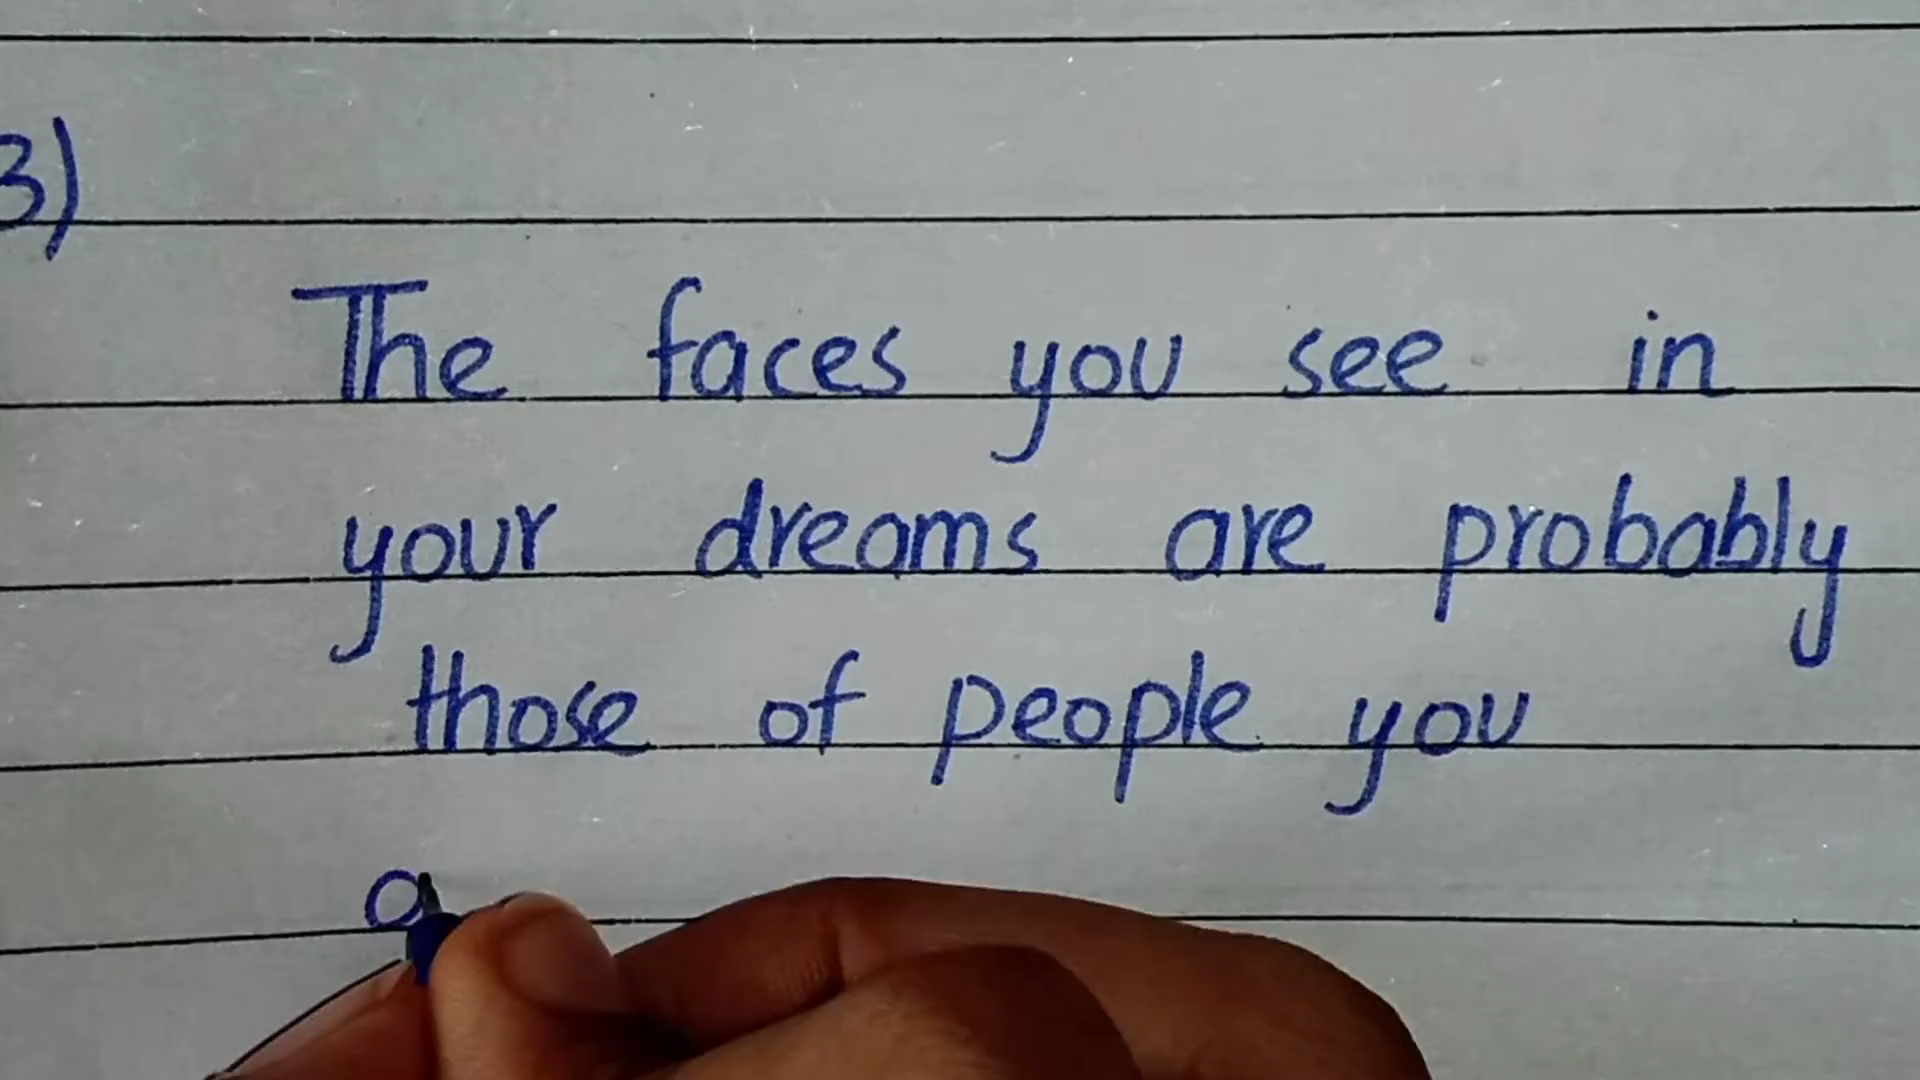 3)
The faces you see in
your dreams are probably
those of people you
a